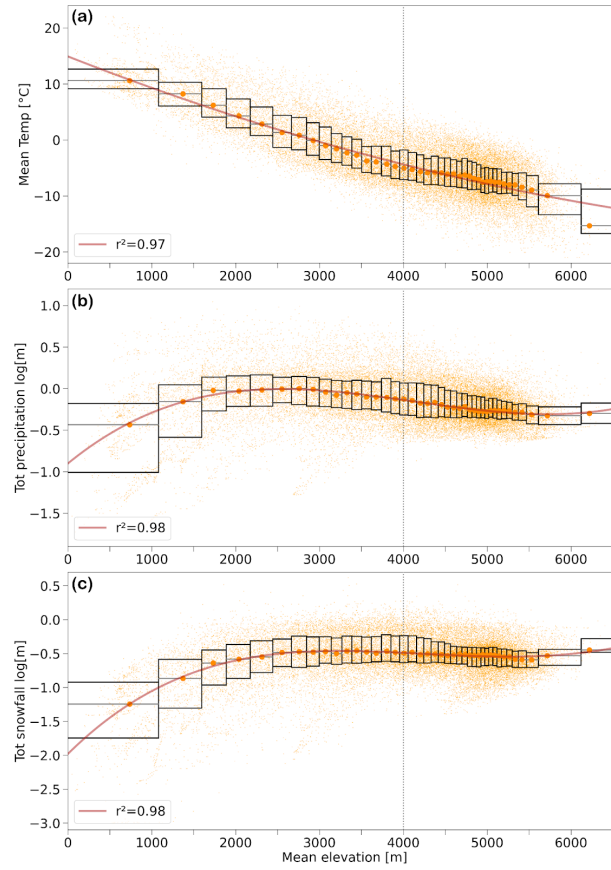 (a)
20
10
0
−10
−20
Mean Temp [°C]
r²=0.97
0 1000 2000 3000 4000 5000 6000
(b)
1.0
0.5
0.0
−0.5
−1.0
−1.5
Tot precipitation log[m]
r²=0.98
0 1000 2000 3000 4000 5000 6000
(c)
0.5
0.0
−0.5
−1.0
−1.5
−2.0
−2.5
−3.0
Tot snowfall log[m]
r²=0.98
0 1000 2000 3000 4000 5000 6000
Mean elevation [m]